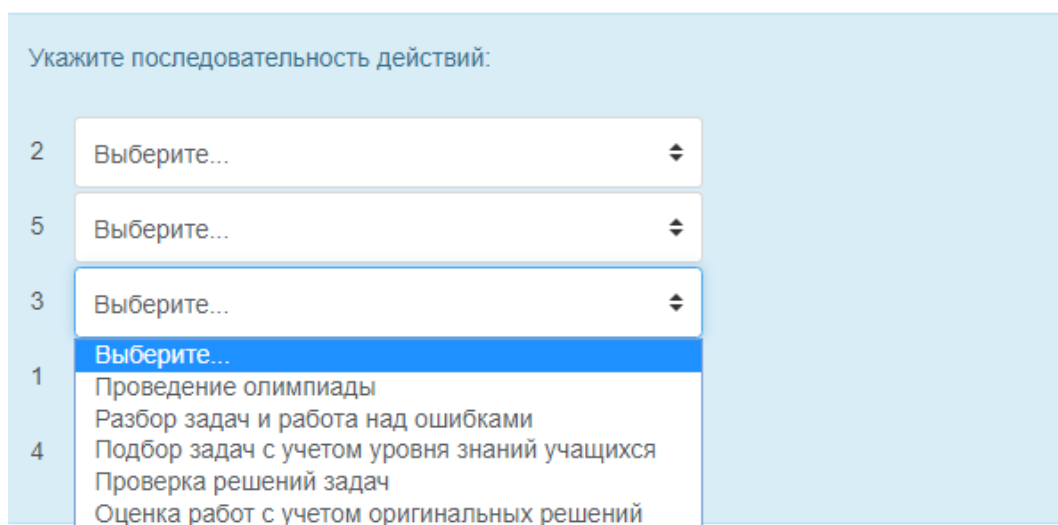 Укажите последовательность действий:
2 Выберите...
5 Выберите...
3 Выберите...
Выберите...
1
Проведение олимпиады
Разбор задач и работа над ошибками
4 Подбор задач с учетом уровня знаний учащихся
Проверка решений задач
Оценка работ с учетом оригинальных решений